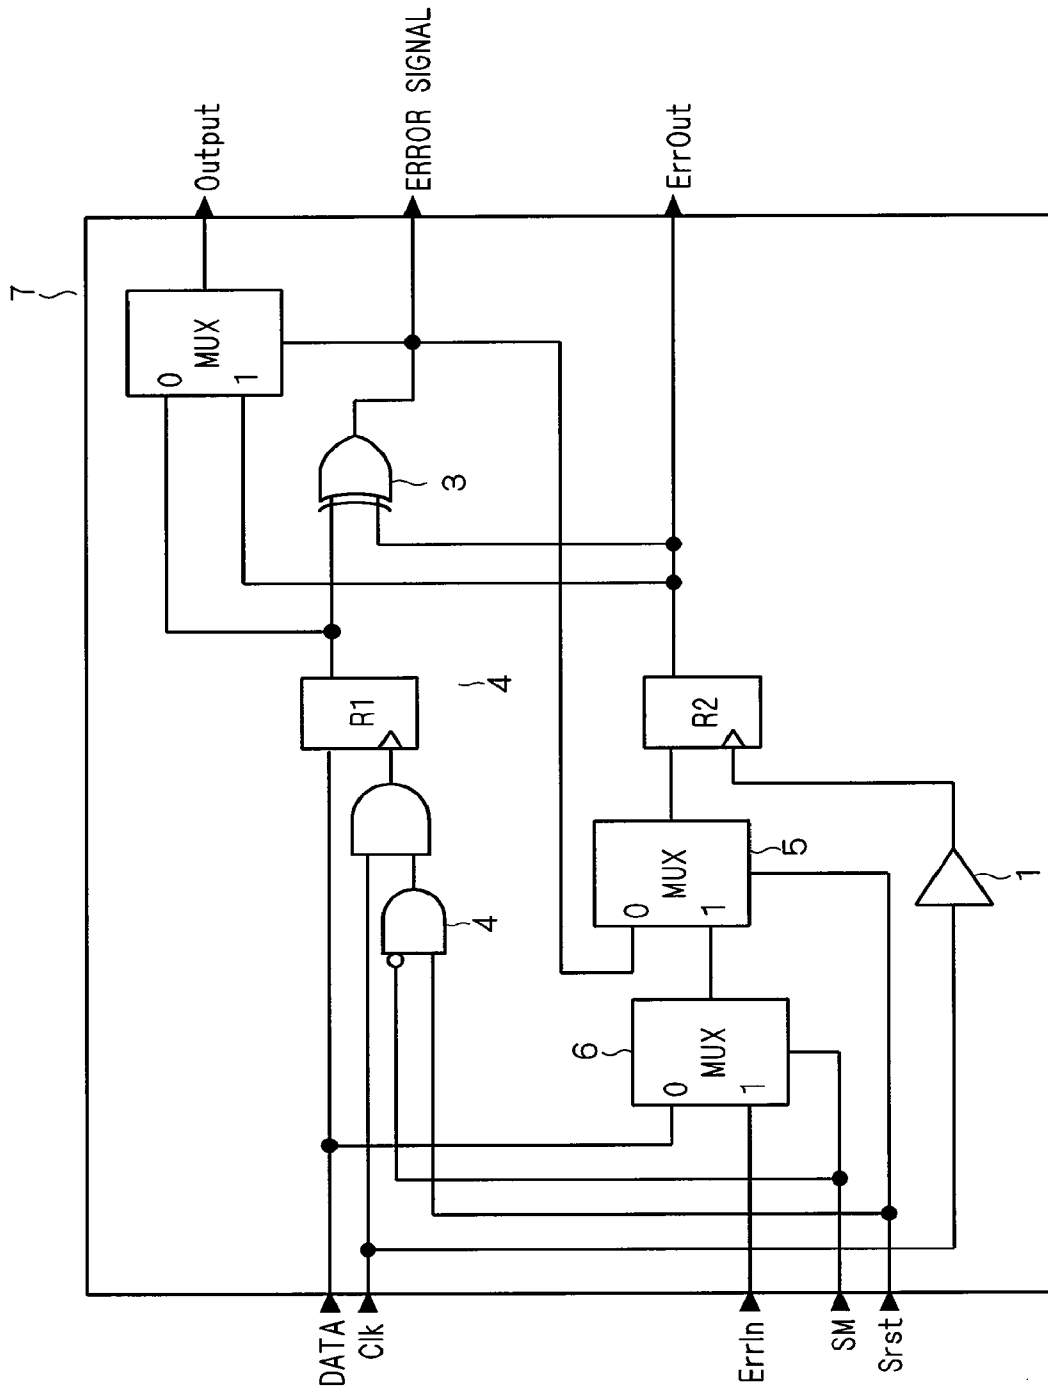 7
Output
ERROR SIGNAL
ErrOut
0
MUX
1
3
R1
4
R2
4
0
MUX
1
5
1
6
0
MUX
1
DATA
Clk
ErrIn
SM
Srst